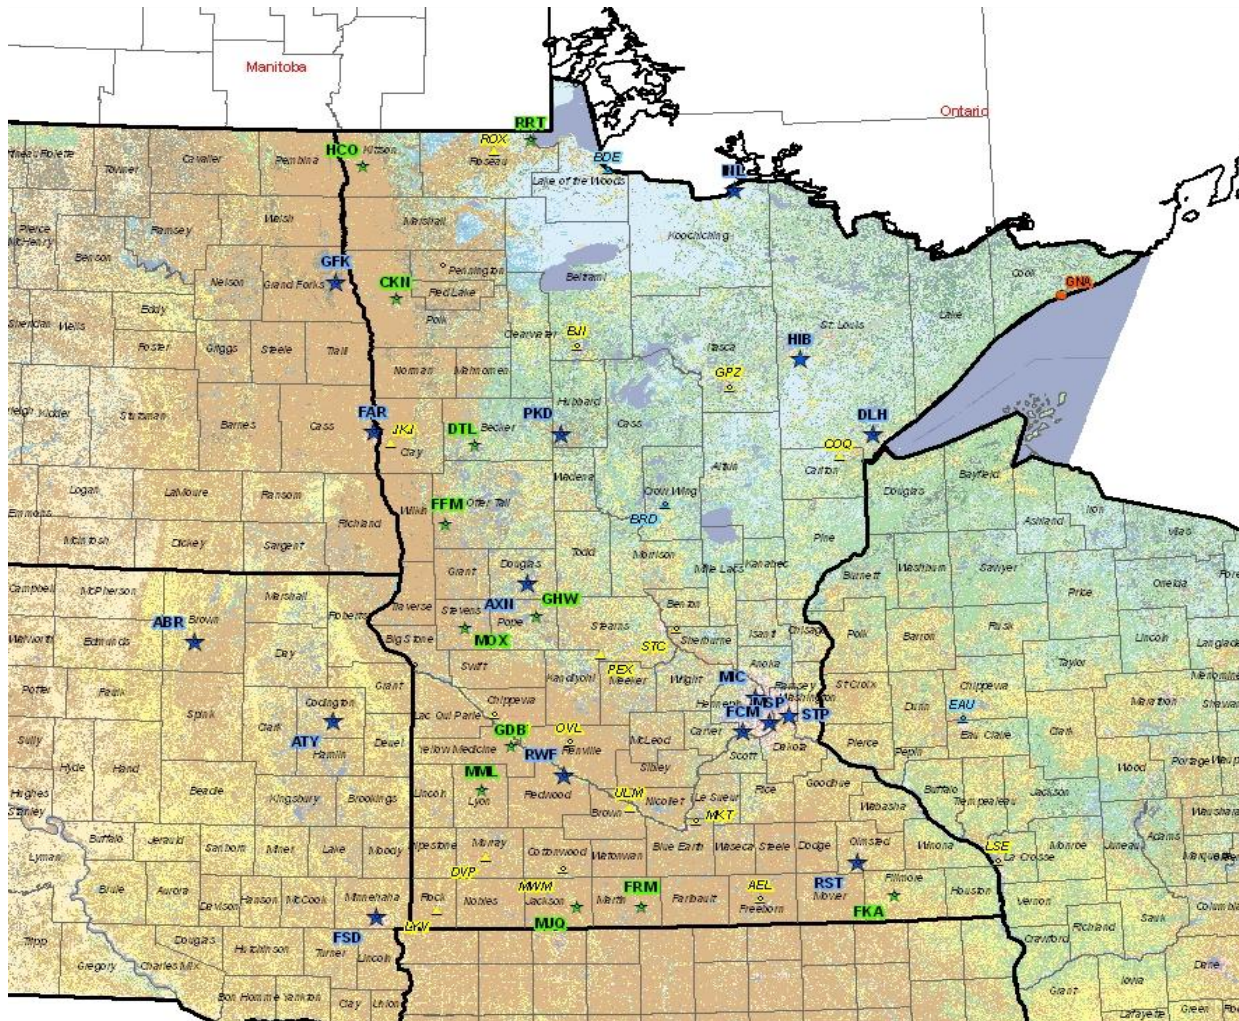 Manitoba
Ontario
RRT
ROX
HCO
Kittson
Roseau
BDE
Cavalier
Pembina
Towner
Lake of the Woods
INL
Walsh
Marshall
Ramsey
Pierce
McHenry
Koochiching
Benson
GFK
Pennington
Cook
Nelson
Grand Forks
CKN
Beltrami
GNA
Red Lake
Eddy
Polk
Lake
Sheridan
Wells
Clearwater
BJI
St. Louis
Foster
Griggs
Steele
Traill
Itasca
HIB
Norman
Mahnomen
GPZ
Hubbard
Kidder
Stutsman
FAR
PKD
DLH
Barnes
Cass
JKJ
DTL
Becker
Cass
Clay
COQ
Aitkin
Carlton
Bayfield
Wadena
Logan
LaMoure
Ransom
FFM
Otter Tail
Crow Wing
Douglas
Emmons
Wilkin
BRD
Iron
Richland
Ashland
Vilas
McIntosh
Dickey
Sargent
Pine
Todd
Morrison
Grant
Douglas
Mille Lacs
Kanabec
Burnett
Washburn
Sawyer
Campbell
McPherson
Marshall
Oneida
Price
Roberts
Traverse
Stevens
AXN
GHW
Benton
ABR
Brown
Pope
Stearns
Walworth
Edmunds
Big Stone
MOX
Sherburne
Isanti
Chisago
Polk
Barron
Rusk
Lincoln
Langlade
Day
STC
Swift
PEX
Anoka
Taylor
Grant
Kandiyohi
Meeker
Wright
MIC
Ramsey
St Croix
Chippewa
Potter
Faulk
Washington
Codington
Chippewa
MSP
Dunn
Marathon
Spink
Clark
Lac Qui Parle
FCM
STP
EAU
ATY
GDB
OVL
Carver
Clark
Deuel
Renville
McLeod
Eau Claire
Sully
Hamlin
Yellow Medicine
RWF
Scott
Dakota
Pierce
Pepin
Hyde
Hand
MML
Sibley
Goodhue
Wood
Portage
Beadle
Kingsbury
Brookings
Lincoln
Lyon
Redwood
ULM
Nicollet
Le Sueur
Rice
Buffalo
Jackson
Hughes
Brown
Wabasha
Trempealeau
Stanley
MKT
Adams
Buffalo
Jerauld
Sanborn
Miner
Lake
Moody
Pipestone
Murray
Cottonwood
Watonwan
Blue Earth
Waseca
Steele
Dodge
Olmsted
Winona
LSE
Monroe
Juneau
Lyman
La Crosse
DVP
RST
Brule
Aurora
MWM
FRM
AEL
Mower
Fillmore
Houston
Vernon
Davison
Hanson
McCook
Minnehaha
Rock
Nobles
Jackson
Martin
Faribault
Freeborn
FKA
Sauk
Columbia
LYV
MJQ
Richland
Tripp
Douglas
Hutchinson
Turner
FSD
Crawford
Lincoln
Gregory
Charles Mix
Dane
Iowa
Bon Homme
Yankton
Clay
Union
Grant
Lafayette
Green